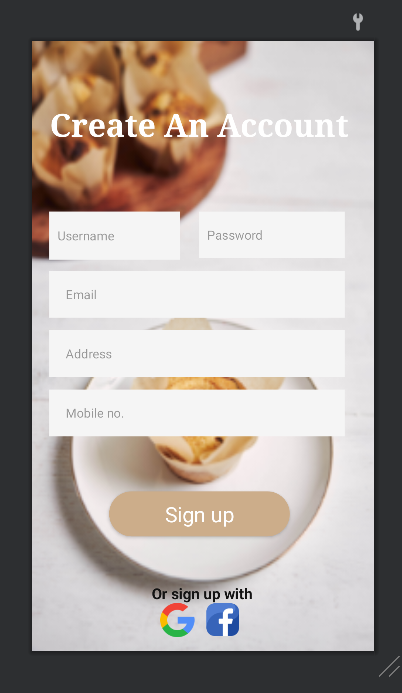 Create An Account
Username
Password
Email
Address
Mobile no.
Sign up
Or sign up with